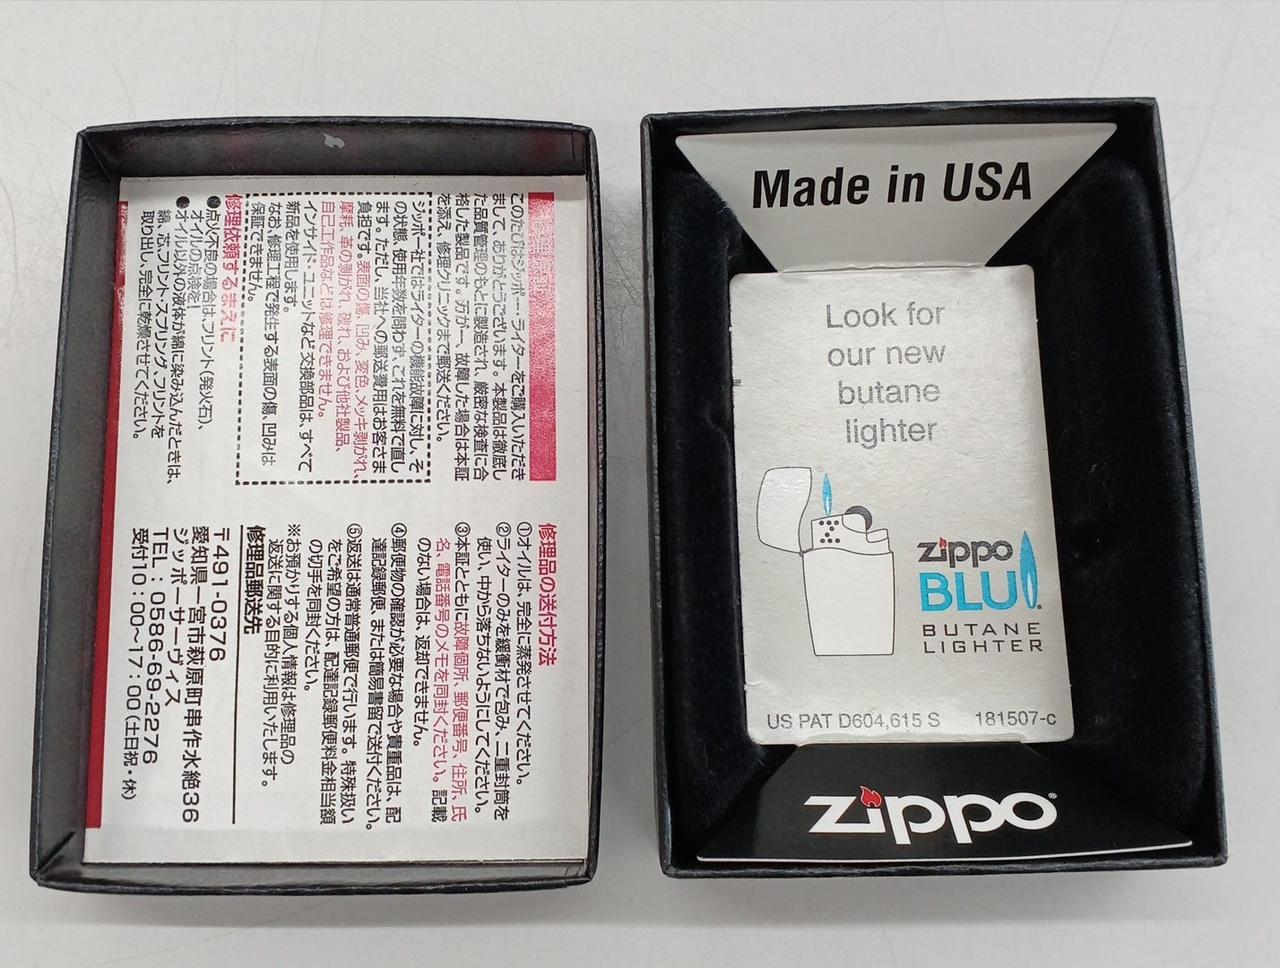 このたびはジッポー・ライターをご購入いただき
まして、ありがとうございます。本製品は徹底し
た品質管理のもとに製造され、厳密な検査に合
格した製品です。万が一、故障した場合は本証
を添え、修理クリニックまで郵送ください。
ジッポー社ではライターの機能故障に対し、そ
の状態、使用年数を問わず、これを無料で直し
ます。ただし、当社への郵送費用はお客さま
負担です。表面の傷、凹み、変色、メッキ剥がれ、
摩耗、革の剥がれ、破れ、および他社製品、
自己工作品などは修理できません。
インサイド・ユニットなど交換部品は、すべて
新品を使用します。
なお、修理工程で発生する表面の傷、凹みは
保証できません。
修理依頼するまえに
●点火不良の場合は、フリント(発火石)、
オイルの点検を!
●オイル以外の液体が綿に染み込んだときは、
綿、芯、フリント・スプリング、フリントを
取り出し、完全に乾燥させてください。
修理品の送付方法
①オイルは、完全に蒸発させてください。
②ライターのみを緩衝材で包み、二重封筒を
使い、中から落ちないようにしてください。
③本証とともに故障個所、郵便番号、住所、氏
名、電話番号のメモを同封ください。記載
のない場合は、返却できません。
④郵便物の確認が必要な場合や貴重品は、配
達記録郵便、または簡易書留で送付ください。
⑤返送は通常普通郵便で行います。特殊扱い
をご希望の方は、配達記録郵便料金相当額
の切手を同封ください。
※お預かりする個人情報は修理品の
返送に関する目的に利用いたします。
修理品郵送先
〒491-0376
愛知県一宮市萩原町串作水絶36
ジッポーサーヴィス
TEL:0586-69-2276
受付10:00〜17:00(土日祝・休)
Made in USA
Look for
our new
butane
lighter
zippo
BLU
BUTANE
LIGHTER
US PAT D604,615 S 181507-c
zippo®